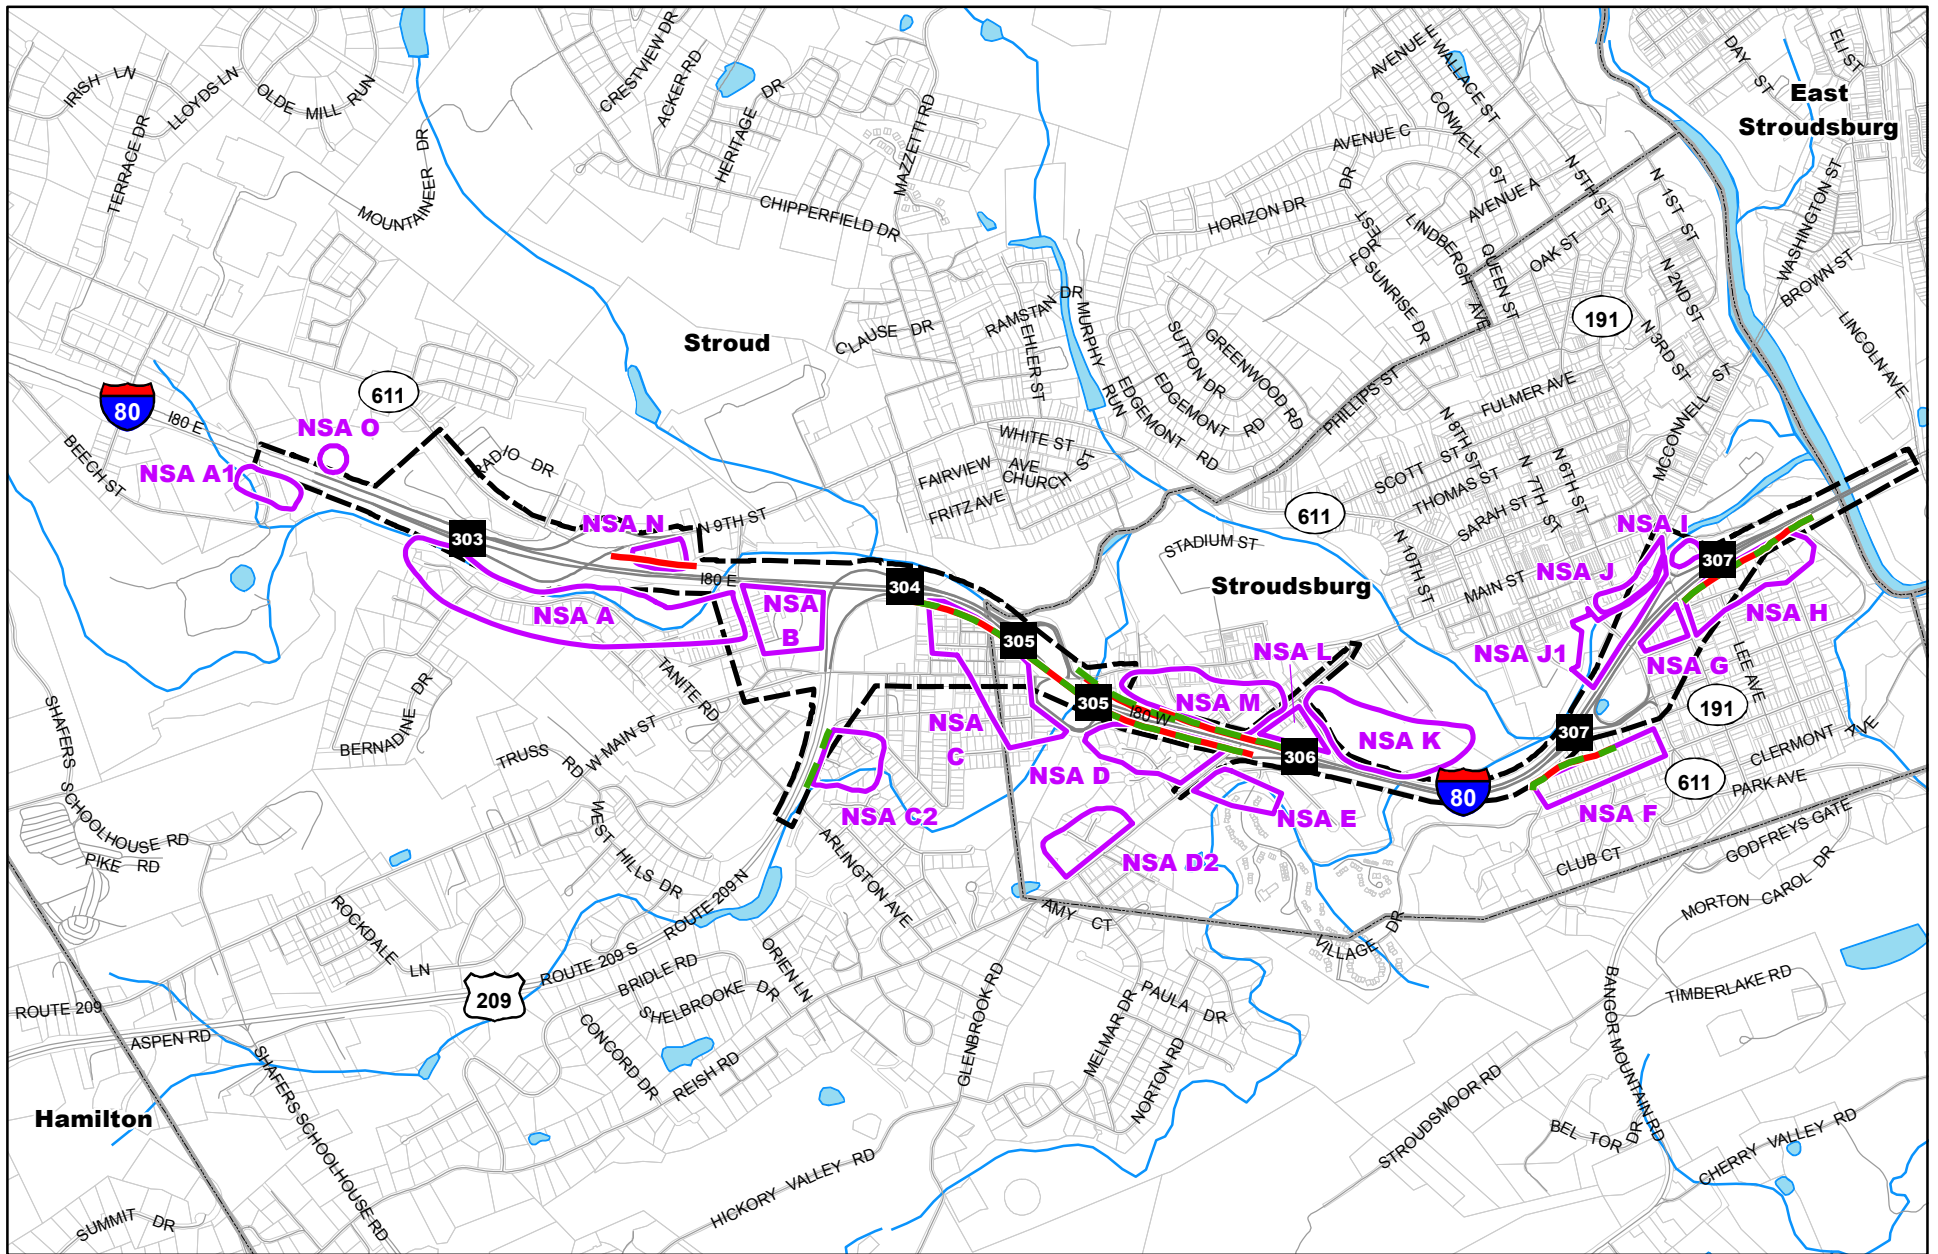 IRISH LN
LLOYDS LN
OLDE MILL RUN
TERRACE DR
MOUNTAINEER DR
CRESTVIEW DR
ACKER RD
HERITAGE DR
MAZZETTI RD
CHIPPERFIELD DR
AVENUE E
WALLACE ST
CONWELL ST
AVENUE C
AVENUE A
N 5TH ST
N 1ST ST
N 2ND ST
N 3RD ST
DAY ST
ELI ST
East
Stroudsburg
WASHINGTON ST
BROWN ST
LINCOLN AVE
HORIZON DR
FOREST DR
SUNRISE DR
LINDBERGH AVE
QUEEN ST
OAK ST
191
Stroud
CLAUSE DR
RAMSTAN DR
EHLER ST
MURPHY RUN
SUTTON DR
GREENWOOD RD
EDGEMONT RD
EDGEMONT RD
PHILLIPS ST
FULMER AVE
MCCONNELL ST
80
I80 E
611
BEECH ST
NSA O
NSA A1
RADIO DR
WHITE ST
FAIRVIEW AVE
CHURCH ST
FRITZ AVE
SCOTT ST
THOMAS ST
SARAH ST
N 8TH ST
N 7TH ST
N 6TH ST
N 10TH ST
611
303
NSA N
N 9TH ST
I80 E
304
STADIUM ST
Stroudsburg
MAIN ST
NSA I
307
NSA J
NSA A
NSA
B
305
NSA H
NSA L
NSA J1
NSA G
LEE AVE
191
SHAFERS SCHOOLHOUSE RD
BERNADINE DR
TANITE RD
W MAIN ST
TRUSS RD
NSA
C
305
I80 W
NSA M
NSA D
306
NSA K
307
CLERMONT AVE
611
PARK AVE
80
NSA C2
NSA E
NSA F
GODFREYS GATE
PIKE RD
WEST HILLS DR
ARLINGTON AVE
NSA D2
CLUB CT
ROCKDALE LN
ROUTE 209 N
ROUTE 209 S
AMY CT
VILLAGE DR
MORTON
CAROL DR
209
ROUTE 209
ASPEN RD
BRIDLE RD
SHELBROOKE DR
ORIEN LN
CONCORD DR
REISH RD
GLENBROOK RD
MELMAR DR
PAULA DR
NORTON RD
TIMBERLAKE RD
BANGOR MOUNTAIN RD
STROUDSMOOR RD
BEL TOR DR
CHERRY VALLEY RD
Hamilton
SHAFERS SCHOOLHOUSE RD
SUMMIT DR
HICKORY VALLEY RD